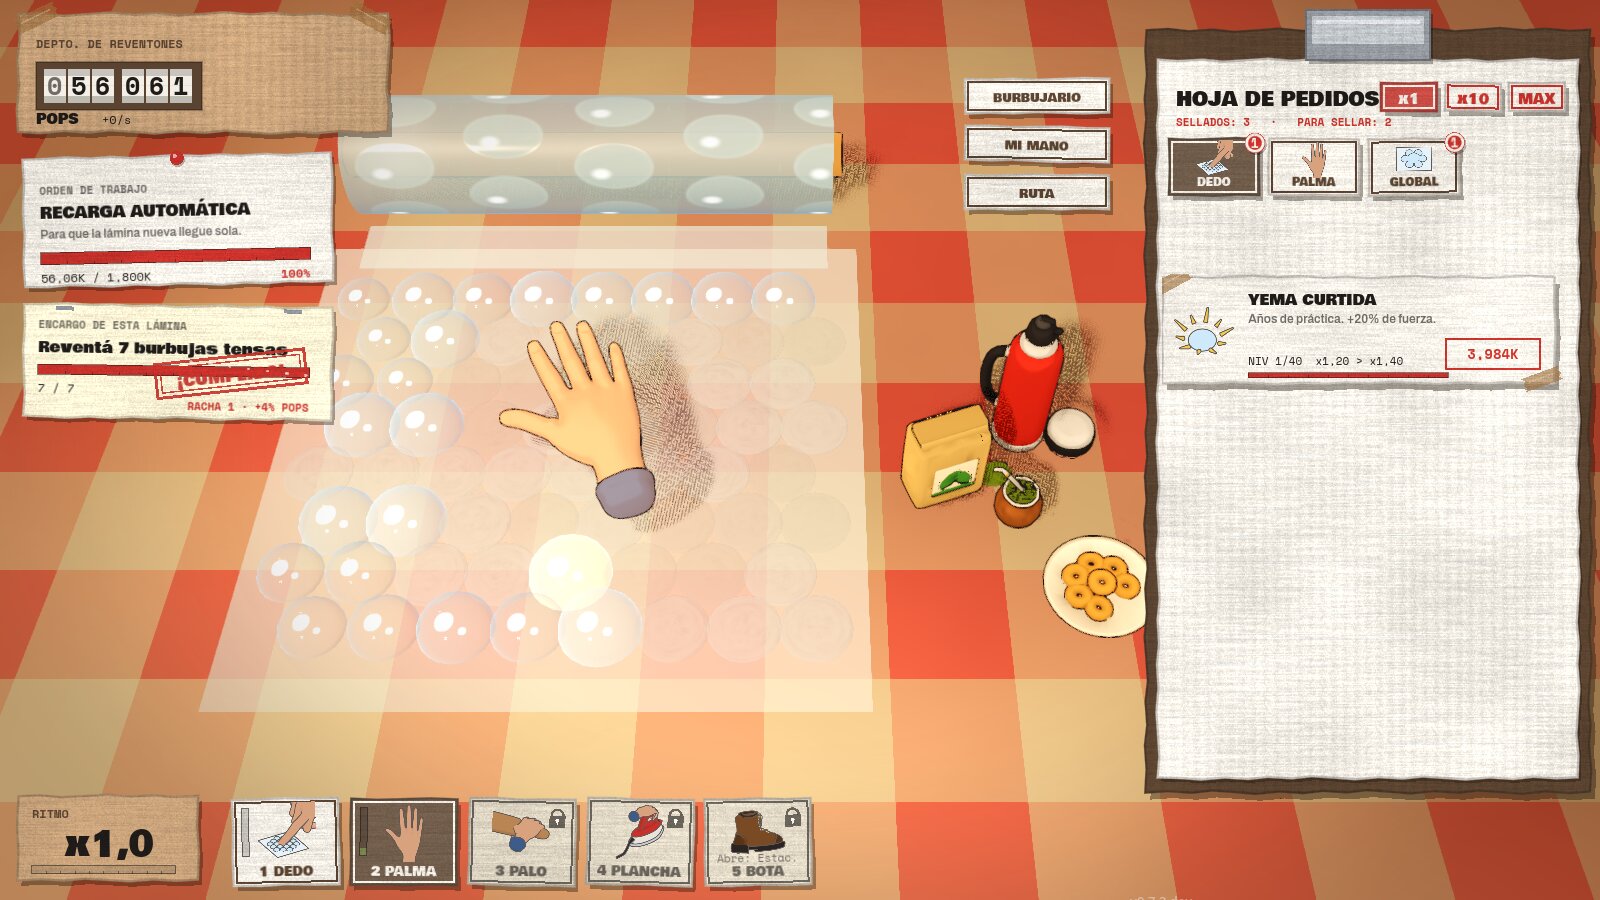 DEPTO. DE REVENTONES
056 061
POPS +0/s
ORDEN DE TRABAJO
RECARGA AUTOMÁTICA
Para que la lámina nueva llegue sola.
56,06K / 1,800K 100%
ENCARGO DE ESTA LÁMINA
Reventá 7 burbujas tensas
7 / 7
RACHA 1 · +4% POPS
BURBUJARIO
MI MANO
RUTA
HOJA DE PEDIDOS
x1 x10 MAX
SELLADOS: 3 · PARA SELLAR: 2
1 1
DEDO PALMA GLOBAL
YEMA CURTIDA
Años de práctica. +20% de fuerza.
NIV 1/40 x1,20 > x1,40
3,984K
RITMO
x1,0
1 DEDO
2 PALMA
3 PALO
4 PLANCHA
Abre: Estac.
5 BOTA